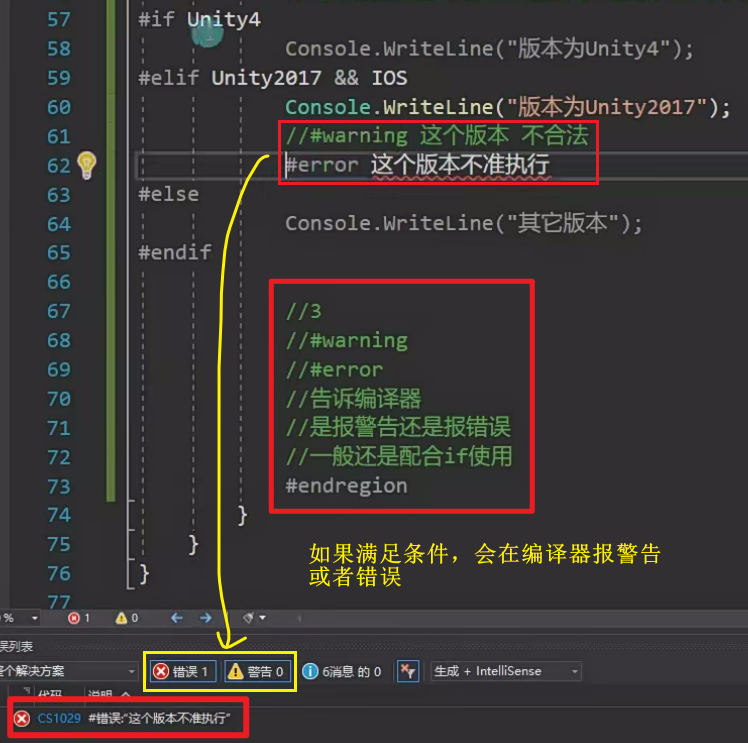 57 #if Unity4
58 Console.WriteLine("版本为Unity4");
59 #elif Unity2017 && IOS
60 Console.WriteLine("版本为Unity2017");
61 //#warning 这个版本 不合法
62 #error 这个版本不准执行
63 #else
64 Console.WriteLine("其它版本");
65 #endif
66
67 //3
68 //#warning
69 //#error
70 //告诉编译器
71 //是报警告还是报错误
72 //一般还是配合if使用
73 #endregion
74 }
75 }
如果满足条件，会在编译器报警告
或者错误
76 }
77
% 1 0
误列表
个解决方案 错误 1 警告 0 6消息 的 0 生成 + IntelliSense
代码 说明
CS1029 #错误:"这个版本不准执行"